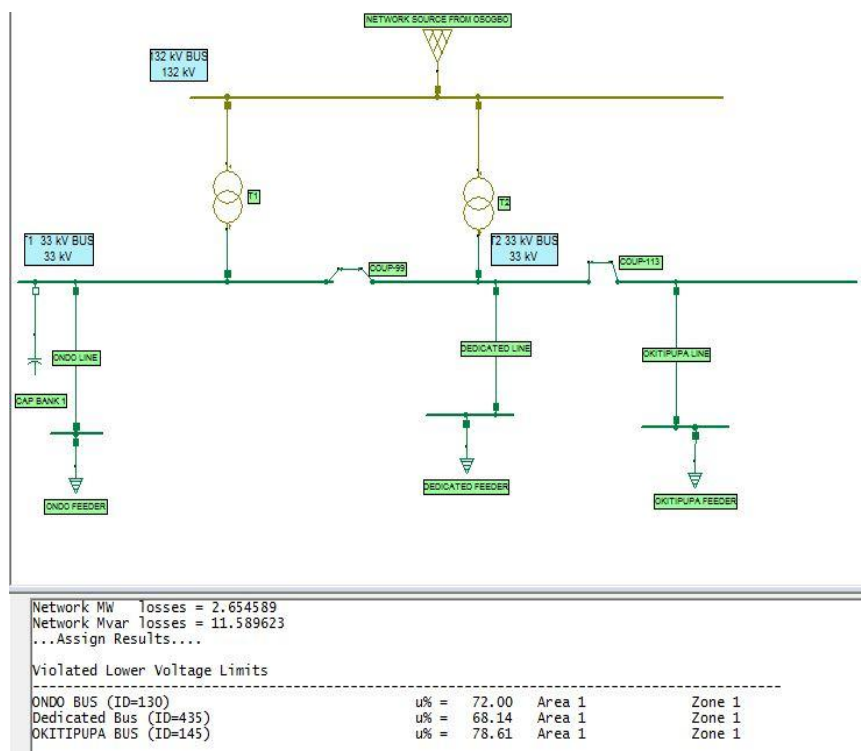 NETWORK SOURCE FROM OSOGBO
132 kV BUS
132 kV
T1
T2
T1 33 kV BUS
33 kV
T2 33 kV BUS
33 kV
COUP-99
COUP-113
ONDO LINE
DEDICATED LINE
OKITIPUPA LINE
CAP BANK 1
ONDO FEEDER
DEDICATED FEEDER
OKITIPUPA FEEDER
Network MW losses = 2.654589
Network Mvar losses = 11.589623
...Assign Results....
Violated Lower Voltage Limits
--------------------------------------------------------------------------------
ONDO BUS (ID=130) u% = 72.00 Area 1 Zone 1
Dedicated Bus (ID=435) u% = 68.14 Area 1 Zone 1
OKITIPUPA BUS (ID=145) u% = 78.61 Area 1 Zone 1